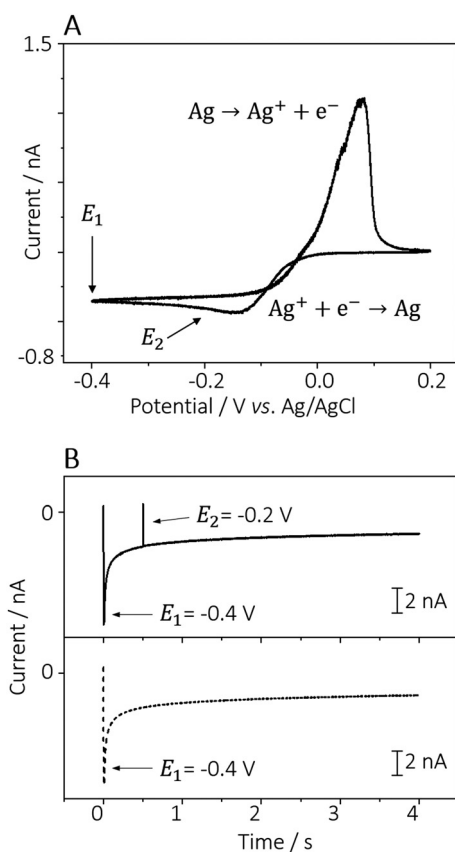 A
1.5
Ag → Ag⁺ + e⁻
Current / nA
E₁
Ag⁺ + e⁻ → Ag
E₂
-0.8
-0.4 -0.2 0.0 0.2
Potential / V vs. Ag/AgCl
B
0
E₂= -0.2 V
2 nA
E₁= -0.4 V
Current / nA
0
2 nA
E₁= -0.4 V
0 1 2 3 4
Time / s